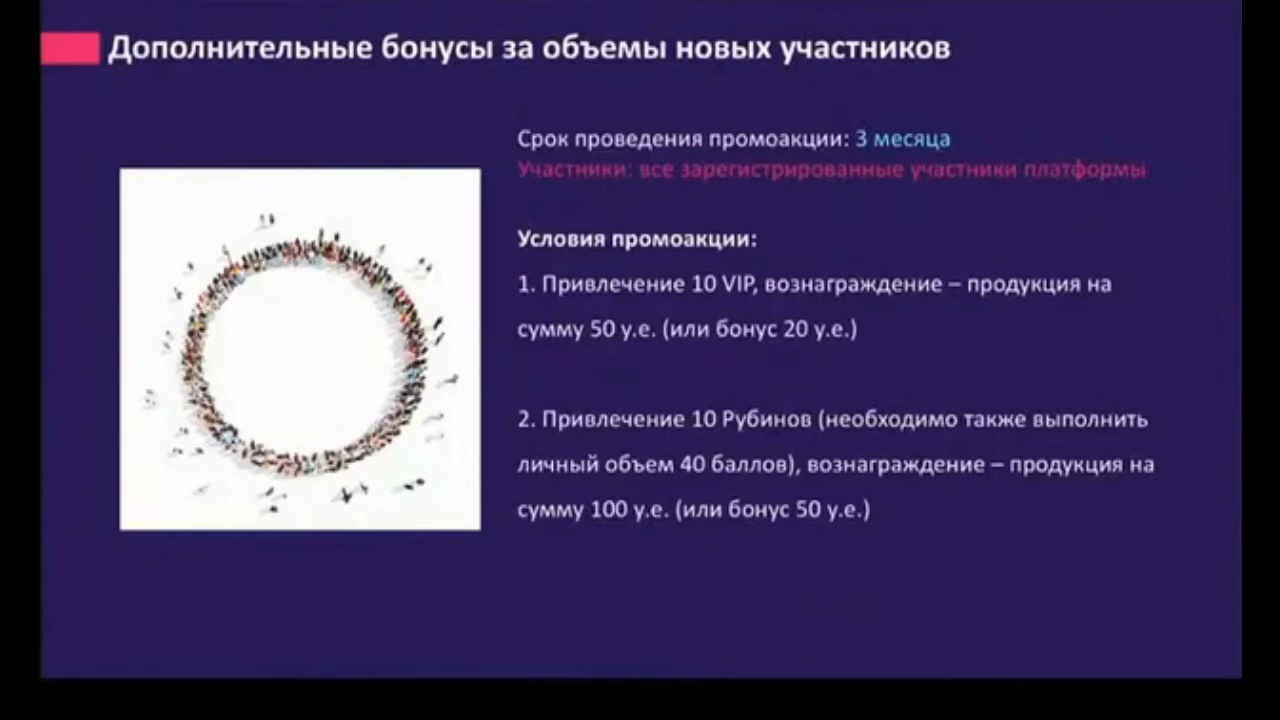 Дополнительные бонусы за объемы новых участников
Срок проведения промоакции: 3 месяца
Участники: все зарегистрированные участники платформы
Условия промоакции:
1. Привлечение 10 VIP, вознаграждение – продукция на
сумму 50 у.е. (или бонус 20 у.е.)
2. Привлечение 10 Рубинов (необходимо также выполнить
личный объем 40 баллов), вознаграждение – продукция на
сумму 100 у.е. (или бонус 50 у.е.)